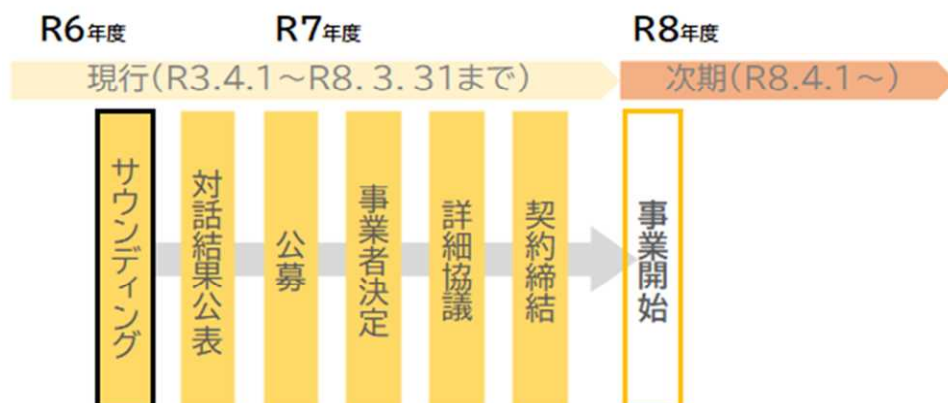 R6年度
R7年度
R8年度
現行(R3.4.1～R8.3.31まで)
次期(R8.4.1～)
サウンディング
対話結果公表
公募
事業者決定
詳細協議
契約締結
事業開始